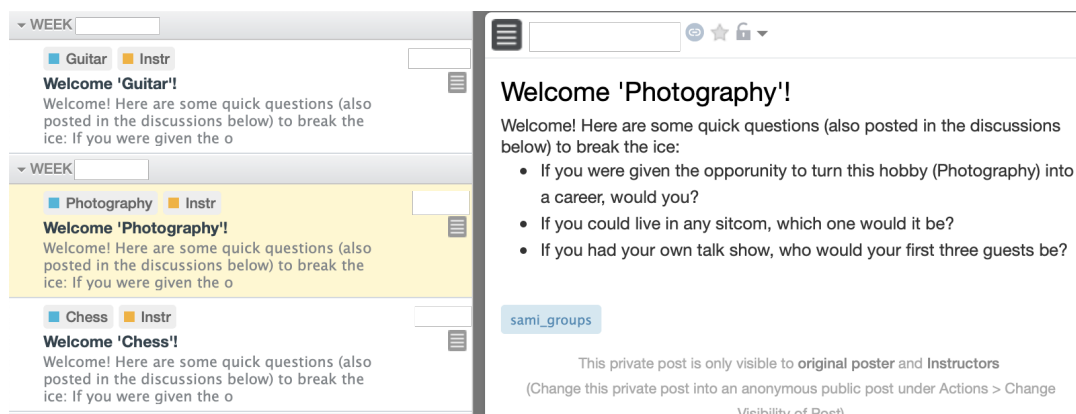 WEEK
Guitar Instr
Welcome 'Guitar'!
Welcome! Here are some quick questions (also
posted in the discussions below) to break the
ice: If you were given the o
WEEK
Photography Instr
Welcome 'Photography'!
Welcome! Here are some quick questions (also
posted in the discussions below) to break the
ice: If you were given the o
Chess Instr
Welcome 'Chess'!
Welcome! Here are some quick questions (also
posted in the discussions below) to break the
ice: If you were given the o
Welcome 'Photography'!
Welcome! Here are some quick questions (also posted in the discussions
below) to break the ice:
• If you were given the opporunity to turn this hobby (Photography) into
a career, would you?
• If you could live in any sitcom, which one would it be?
• If you had your own talk show, who would your first three guests be?
sami_groups
This private post is only visible to original poster and Instructors
(Change this private post into an anonymous public post under Actions > Change
Visibility of Post)